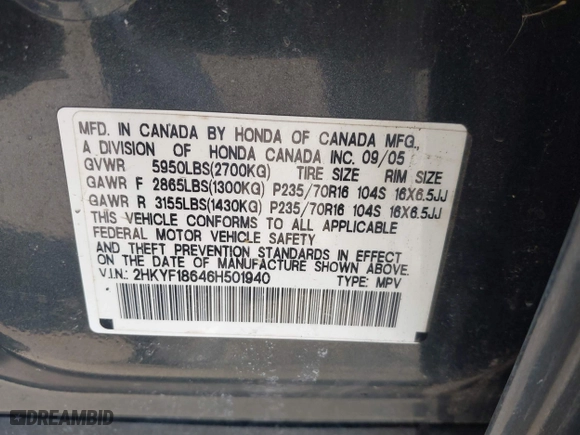 MFD. IN CANADA BY HONDA OF CANADA MFG.,
A DIVISION OF HONDA CANADA INC. 09/05
GVWR 5950LBS(2700KG) TIRE SIZE RIM SIZE
GAWR F 2865LBS(1300KG) P235/70R16 104S 16X6.5JJ
GAWR R 3155LBS(1430KG) P235/70R16 104S 16X6.5JJ
THIS VEHICLE CONFORMS TO ALL APPLICABLE
FEDERAL MOTOR VEHICLE SAFETY
AND THEFT PREVENTION STANDARDS IN EFFECT
ON THE DATE OF MANUFACTURE SHOWN ABOVE.
V.I.N.: 2HKYF18646H501940 TYPE: MPV
DREAMBID